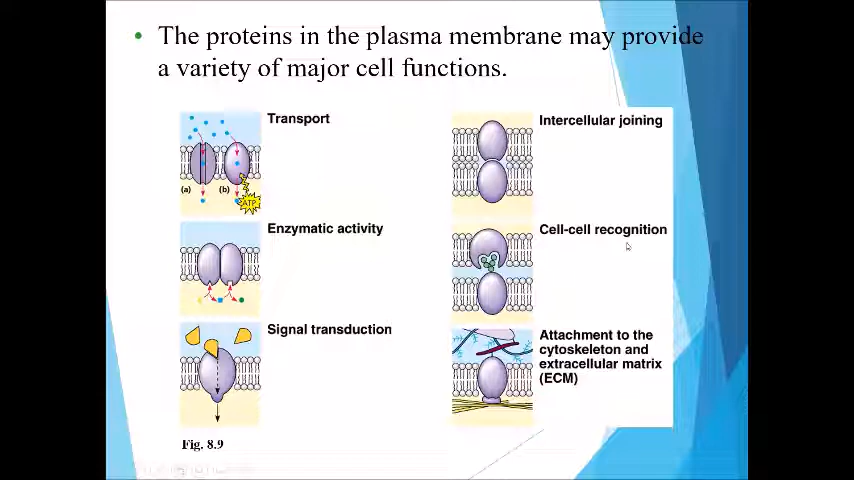 • The proteins in the plasma membrane may provide
a variety of major cell functions.
Transport
(a) (b)
ATP
Enzymatic activity
Signal transduction
Intercellular joining
Cell-cell recognition
Attachment to the
cytoskeleton and
extracellular matrix
(ECM)
Fig. 8.9